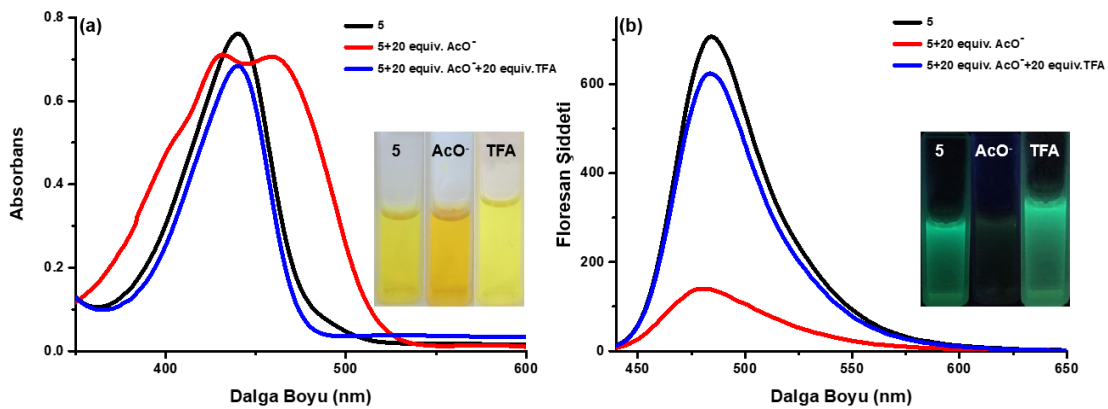 (a)
5
5+20 equiv. AcO⁻
5+20 equiv. AcO⁻+20 equiv.TFA
5 AcO⁻ TFA
0.8
0.6
0.4
0.2
0.0
400 500 600
Absorbans
Dalga Boyu (nm)
(b)
5
5+20 equiv. AcO⁻
5+20 equiv. AcO⁻+20 equiv.TFA
5 AcO⁻ TFA
600
450
300
150
0
450 500 550 600 650
Floresan Şiddeti
Dalga Boyu (nm)